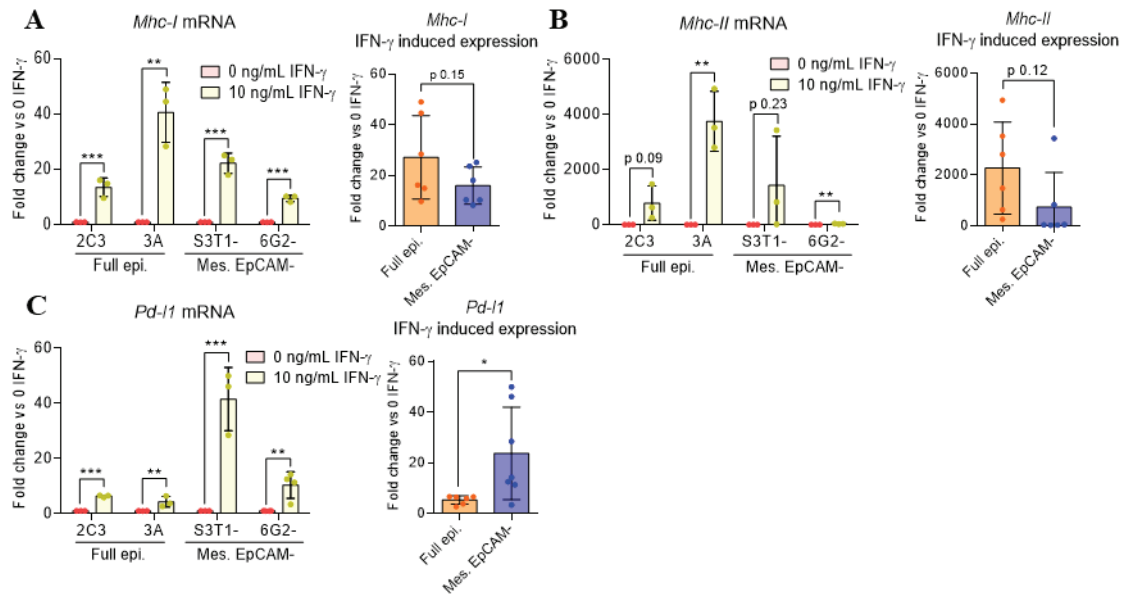 A
Mhc-I mRNA
Fold change vs 0 IFN-γ
60
40
20
0
**
***
***
***
0 ng/mL IFN-γ
10 ng/mL IFN-γ
2C3 3A S3T1- 6G2-
Full epi. Mes. EpCAM-
Mhc-I
IFN-γ induced expression
Fold change vs 0 IFN-γ
60
40
20
0
p 0.15
Full epi.
Mes. EpCAM-
B
Mhc-II mRNA
Fold change vs 0 IFN-γ
6000
4000
2000
0
p 0.09
**
p 0.23
**
0 ng/mL IFN-γ
10 ng/mL IFN-γ
2C3 3A S3T1- 6G2-
Full epi. Mes. EpCAM-
Mhc-II
IFN-γ induced expression
Fold change vs 0 IFN-γ
6000
4000
2000
0
p 0.12
Full epi.
Mes. EpCAM-
C
Pd-l1 mRNA
Fold change vs 0 IFN-γ
60
40
20
0
***
**
***
**
0 ng/mL IFN-γ
10 ng/mL IFN-γ
2C3 3A S3T1- 6G2-
Full epi. Mes. EpCAM-
Pd-l1
IFN-γ induced expression
Fold change vs 0 IFN-γ
60
40
20
0
*
Full epi.
Mes. EpCAM-